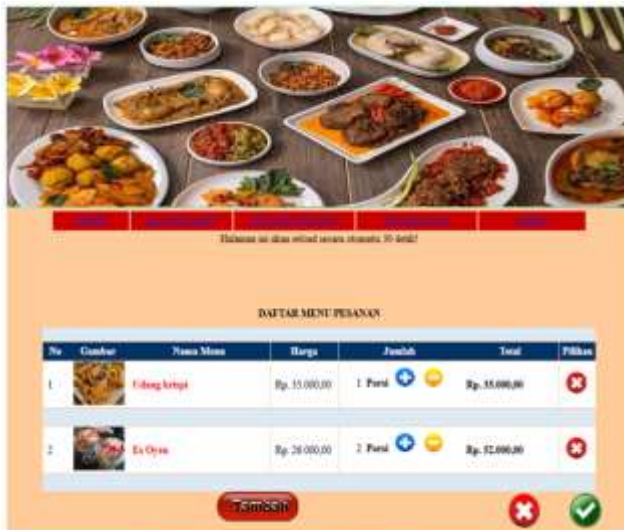 Halaman ini akan reload secara otomatis 30 detik!
DAFTAR MENU PESANAN
No Gambar Nama Menu Harga Jumlah Total Pilihan
1 Udang krispi Rp. 35.000,00 1 Porsi Rp. 35.000,00
2 Es Oyen Rp. 26.000,00 2 Porsi Rp. 52.000,00
Tambah